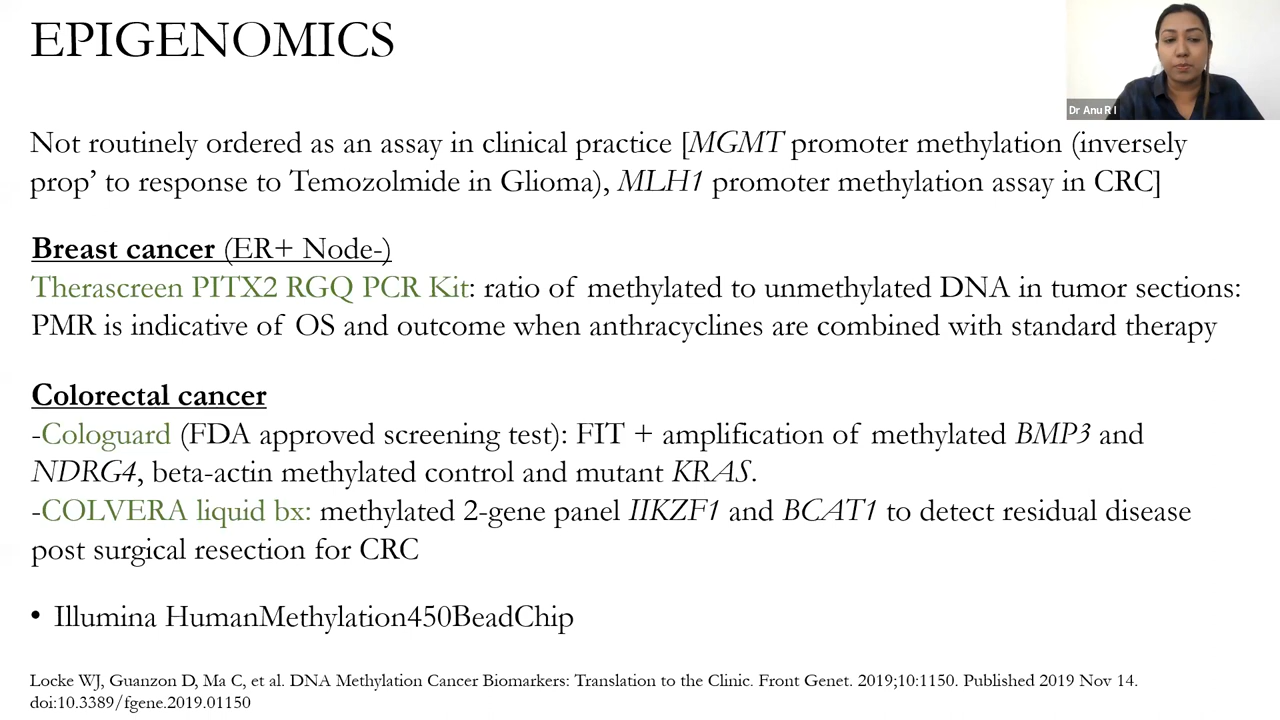 EPIGENOMICS
Dr Anu R I
Not routinely ordered as an assay in clinical practice [MGMT promoter methylation (inversely
prop’ to response to Temozolmide in Glioma), MLH1 promoter methylation assay in CRC]
Breast cancer (ER+ Node-)
Therascreen PITX2 RGQ PCR Kit: ratio of methylated to unmethylated DNA in tumor sections:
PMR is indicative of OS and outcome when anthracyclines are combined with standard therapy
Colorectal cancer
-Cologuard (FDA approved screening test): FIT + amplification of methylated BMP3 and
NDRG4, beta-actin methylated control and mutant KRAS.
-COLVERA liquid bx: methylated 2-gene panel IIKZF1 and BCAT1 to detect residual disease
post surgical resection for CRC
• Illumina HumanMethylation450BeadChip
Locke WJ, Guanzon D, Ma C, et al. DNA Methylation Cancer Biomarkers: Translation to the Clinic. Front Genet. 2019;10:1150. Published 2019 Nov 14.
doi:10.3389/fgene.2019.01150